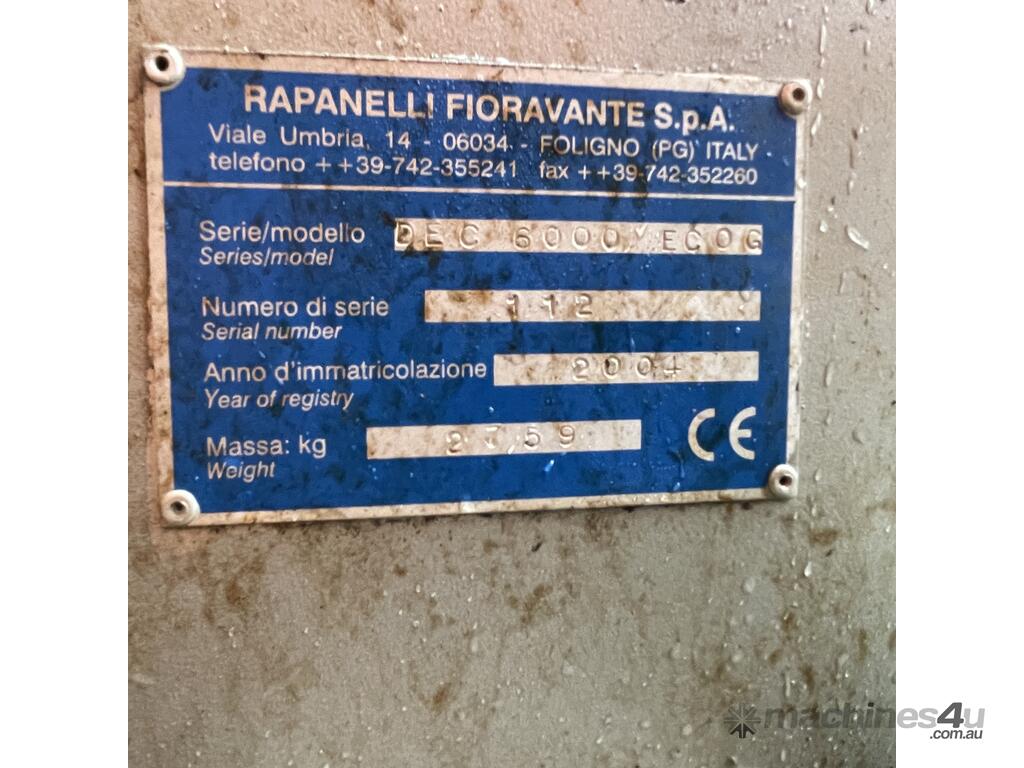 RAPANELLI FIORAVANTE S.p.A.
Viale Umbria, 14 - 06034 - FOLIGNO (PG) ITALY
telefono ++39-742-355241 fax ++39-742-352260
Serie/modello DEC 6000 ECOG
Series/model
Numero di serie 112
Serial number
Anno d'immatricolazione 2004
Year of registry
Massa: kg 2759
Weight
CE
machines4u
.com.au